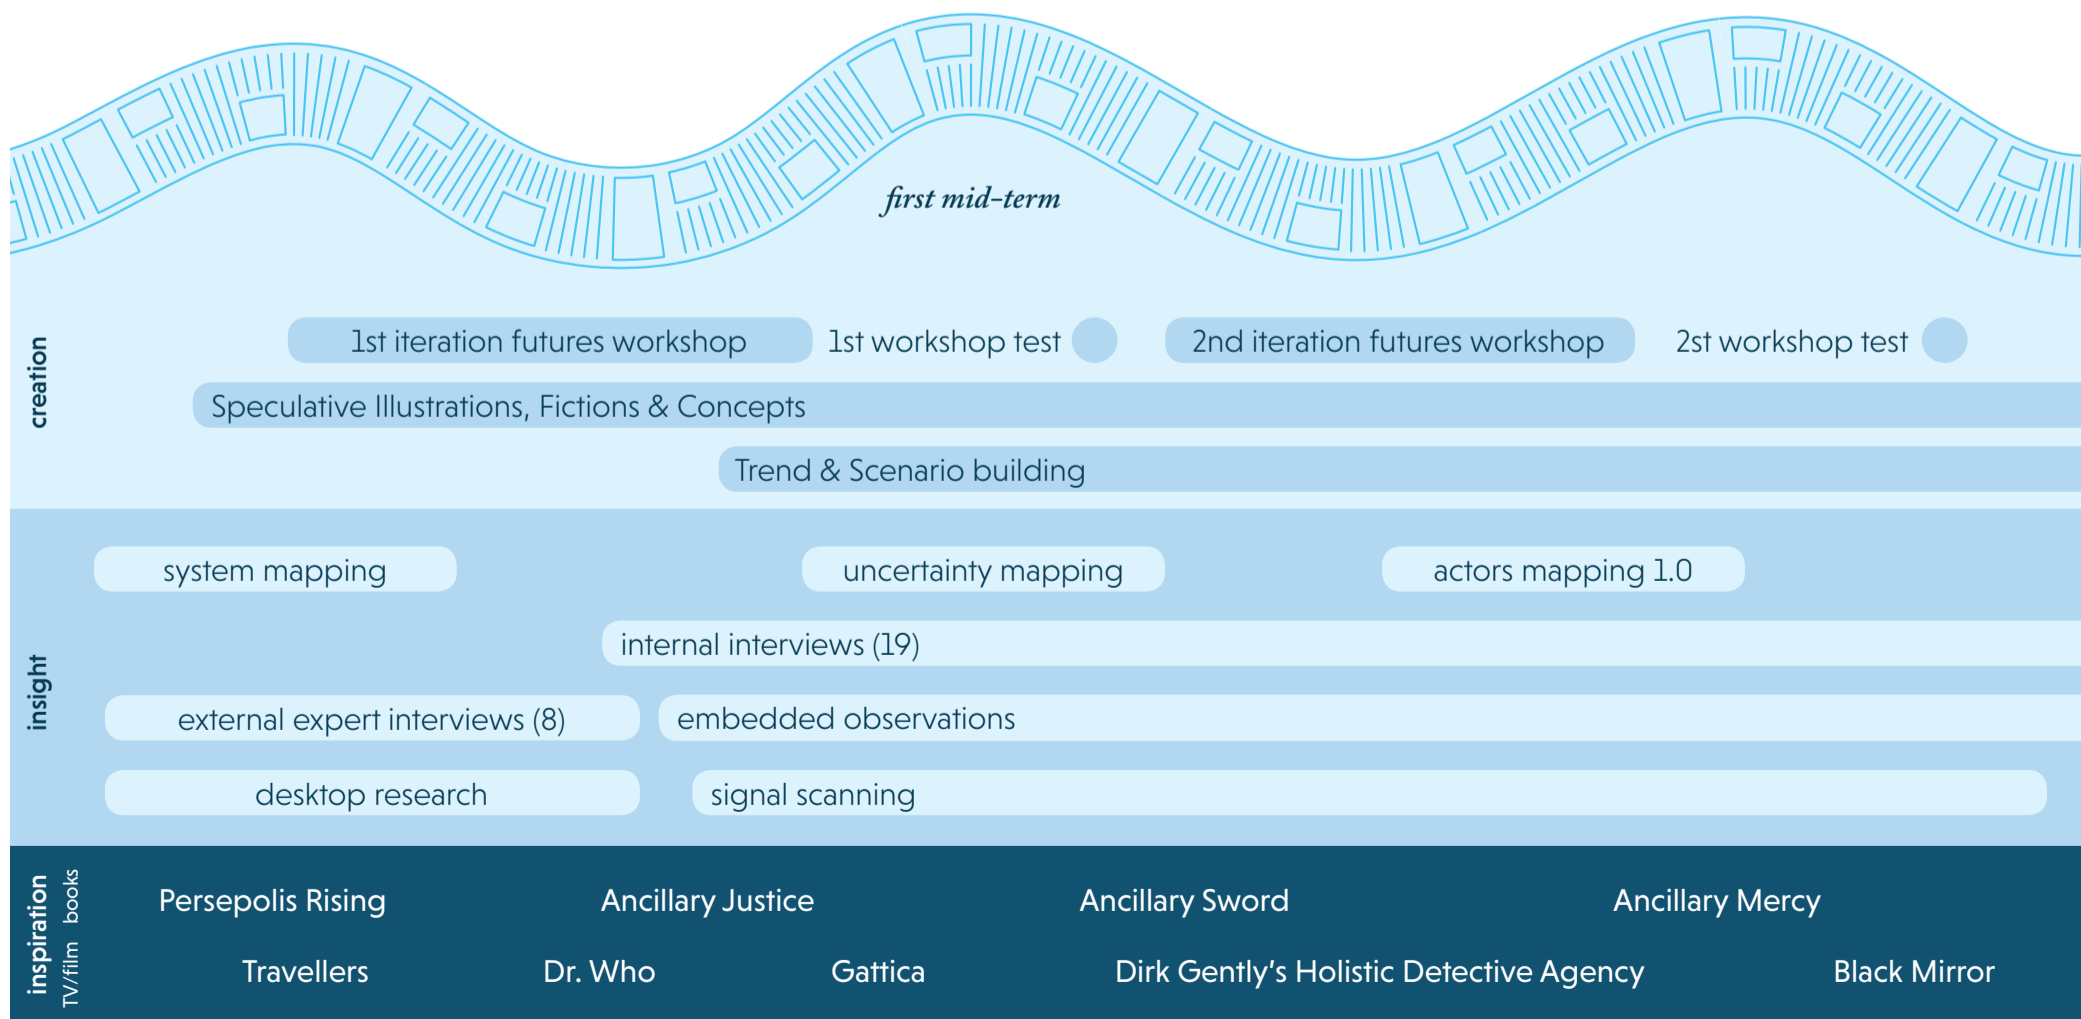 first mid-term
creation
1st iteration futures workshop
1st workshop test
2nd iteration futures workshop
2st workshop test
Speculative Illustrations, Fictions & Concepts
Trend & Scenario building
insight
system mapping
uncertainty mapping
actors mapping 1.0
internal interviews (19)
external expert interviews (8)
embedded observations
desktop research
signal scanning
inspiration
books
Persepolis Rising
Ancillary Justice
Ancillary Sword
Ancillary Mercy
TV/film
Travellers
Dr. Who
Gattica
Dirk Gently’s Holistic Detective Agency
Black Mirror